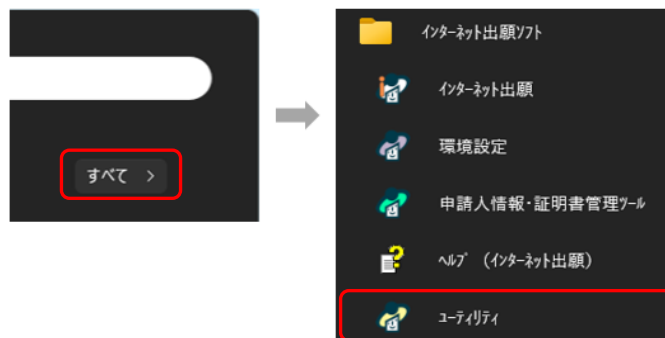 すべて >
インターネット出願ソフト
インターネット出願
環境設定
申請人情報・証明書管理ツール
ヘルプ (インターネット出願)
ユーティリティ